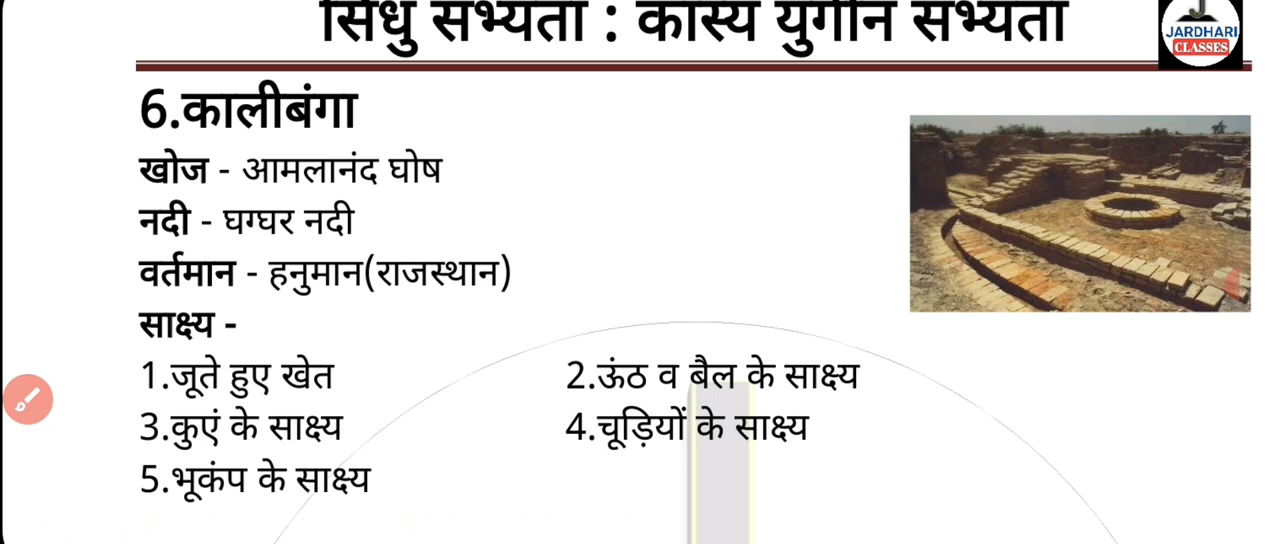 सिंधु सभ्यता : कांस्य युगीन सभ्यता
JARDHARI
CLASSES
6.कालीबंगा
खोज - आमलानंद घोष
नदी - घग्घर नदी
वर्तमान - हनुमान(राजस्थान)
साक्ष्य -
1.जूते हुए खेत 2.ऊंठ व बैल के साक्ष्य
3.कुएं के साक्ष्य 4.चूड़ियों के साक्ष्य
5.भूकंप के साक्ष्य